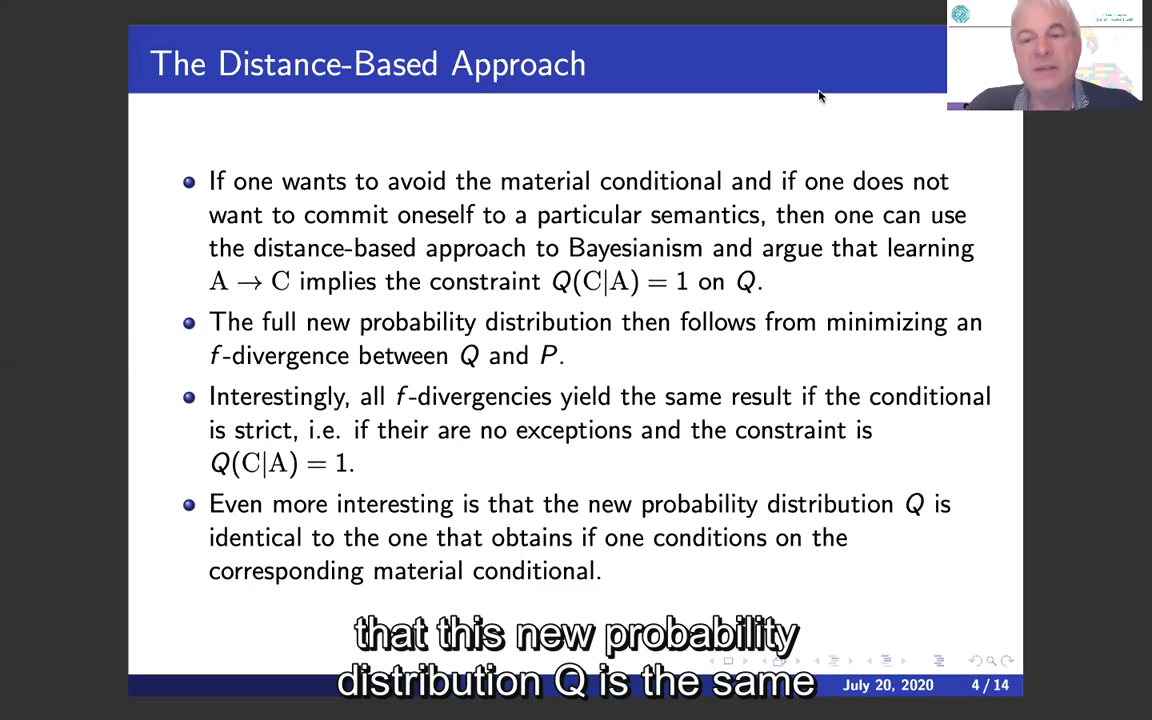 The Distance-Based Approach
If one wants to avoid the material conditional and if one does not
want to commit oneself to a particular semantics, then one can use
the distance-based approach to Bayesianism and argue that learning
A → C implies the constraint Q(C|A) = 1 on Q.
The full new probability distribution then follows from minimizing an
f-divergence between Q and P.
Interestingly, all f-divergencies yield the same result if the conditional
is strict, i.e. if their are no exceptions and the constraint is
Q(C|A) = 1.
Even more interesting is that the new probability distribution Q is
identical to the one that obtains if one conditions on the
corresponding material conditional.
that this new probability
distribution Q is the same
July 20, 2020 4 / 14